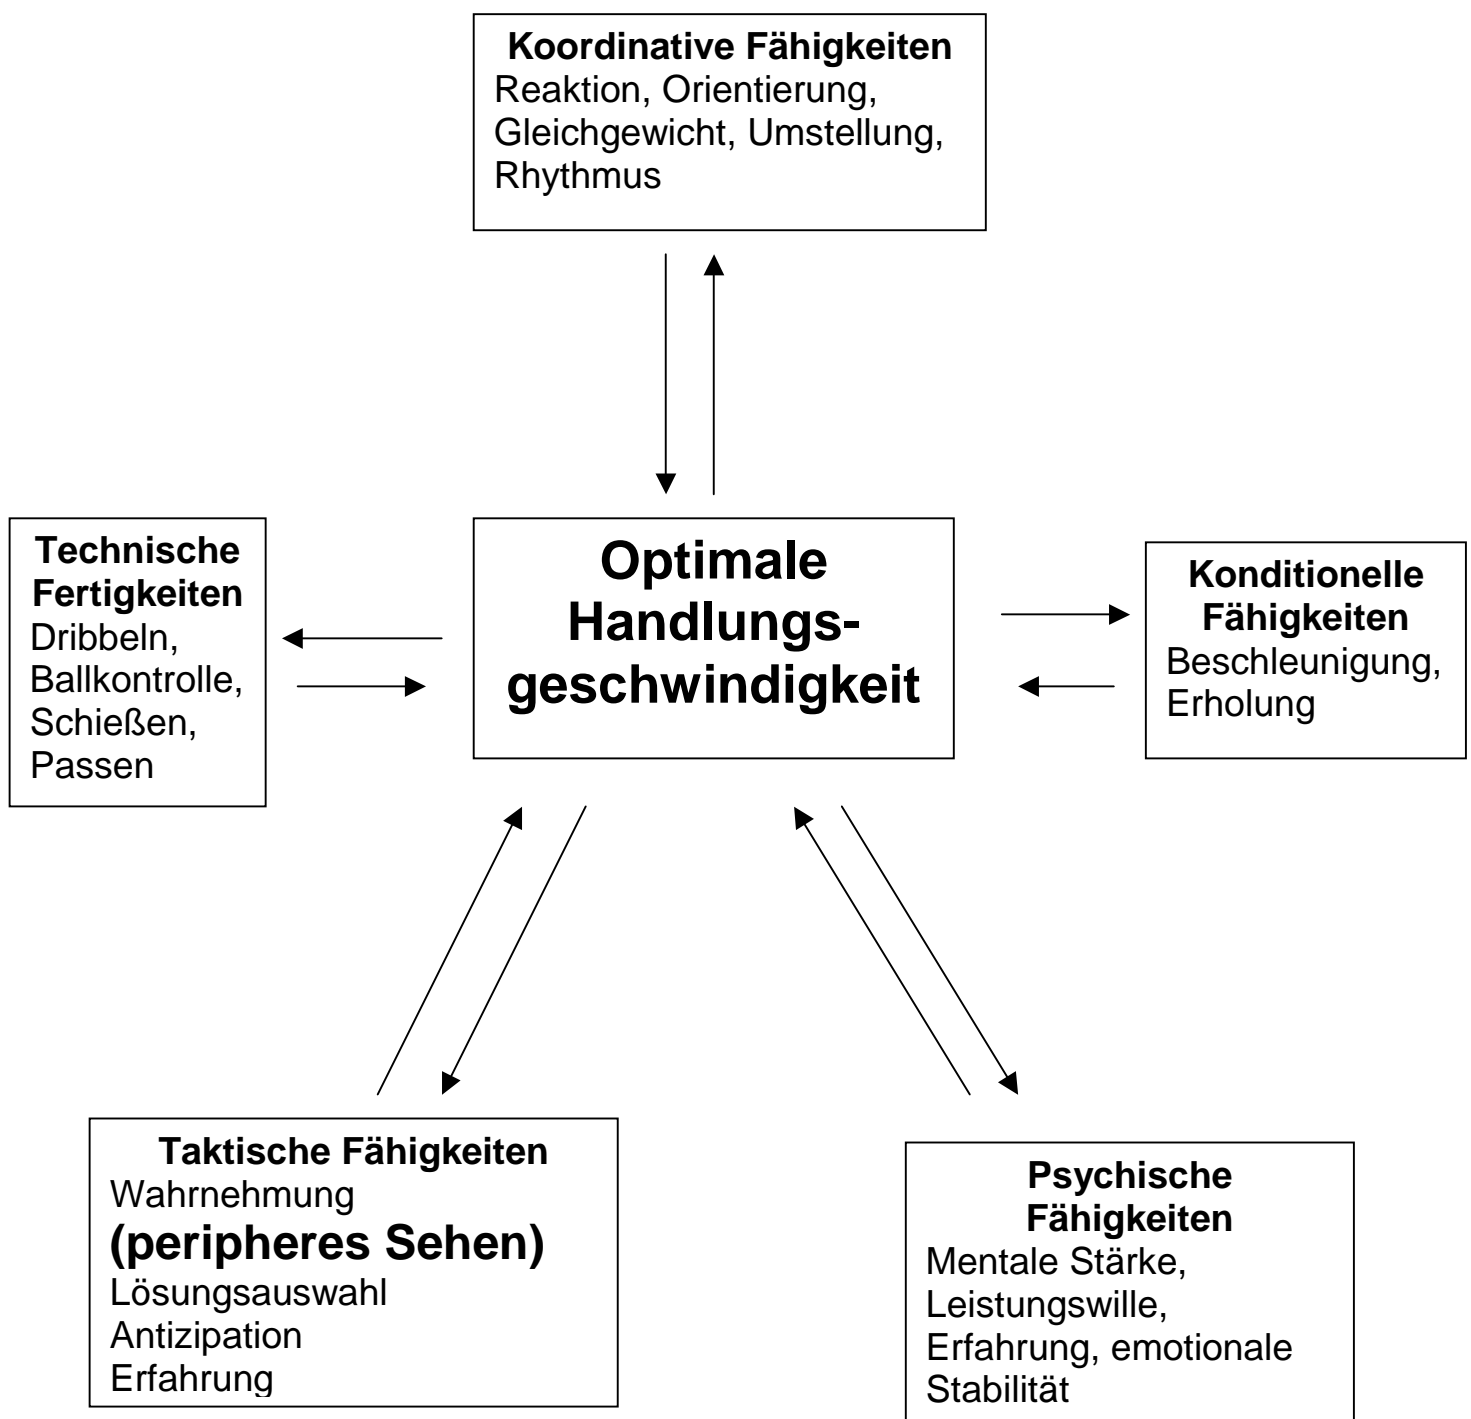 Koordinative Fähigkeiten
Reaktion, Orientierung,
Gleichgewicht, Umstellung,
Rhythmus
Technische
Fertigkeiten
Dribbeln,
Ballkontrolle,
Schießen,
Passen
Optimale
Handlungs-
geschwindigkeit
Konditionelle
Fähigkeiten
Beschleunigung,
Erholung
Taktische Fähigkeiten
Wahrnehmung
(peripheres Sehen)
Lösungsauswahl
Antizipation
Erfahrung
Psychische
Fähigkeiten
Mentale Stärke,
Leistungswille,
Erfahrung, emotionale
Stabilität